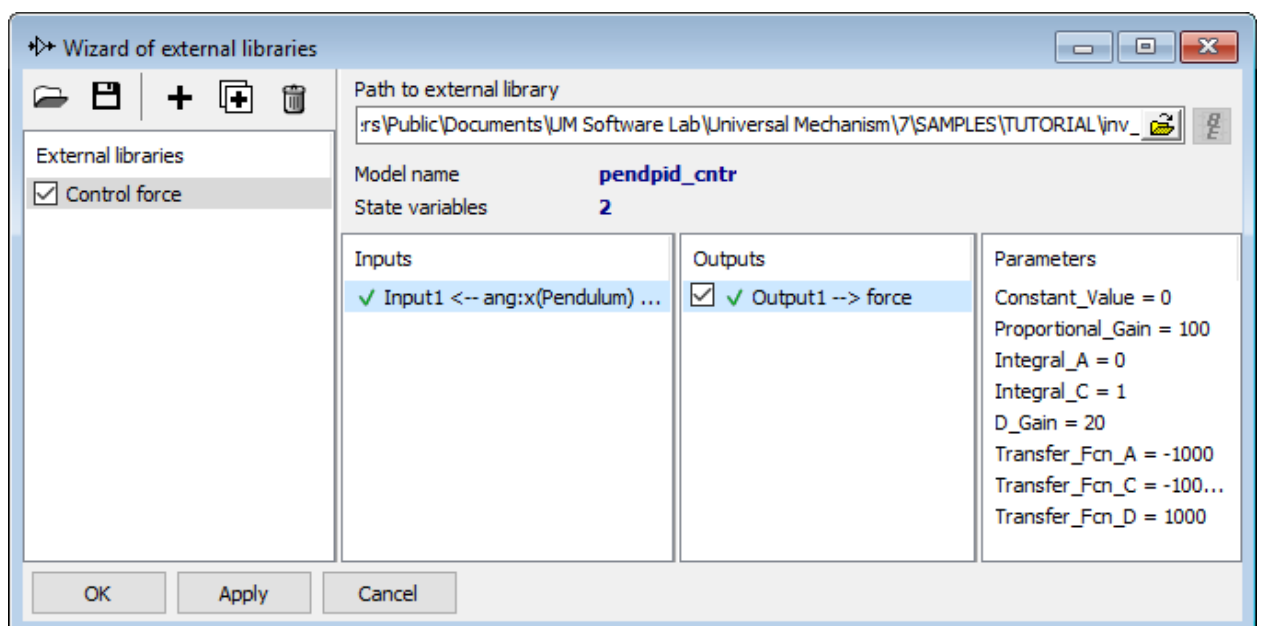 Wizard of external libraries
Path to external library
rs\Public\Documents\UM Software Lab\Universal Mechanism\7\SAMPLES\TUTORIAL\inv_
External libraries
Control force
Model name pendpid_cntr
State variables 2
Inputs
Input1 <-- ang:x(Pendulum) ...
Outputs
Output1 --> force
Parameters
Constant_Value = 0
Proportional_Gain = 100
Integral_A = 0
Integral_C = 1
D_Gain = 20
Transfer_Fcn_A = -1000
Transfer_Fcn_C = -100...
Transfer_Fcn_D = 1000
OK Apply Cancel